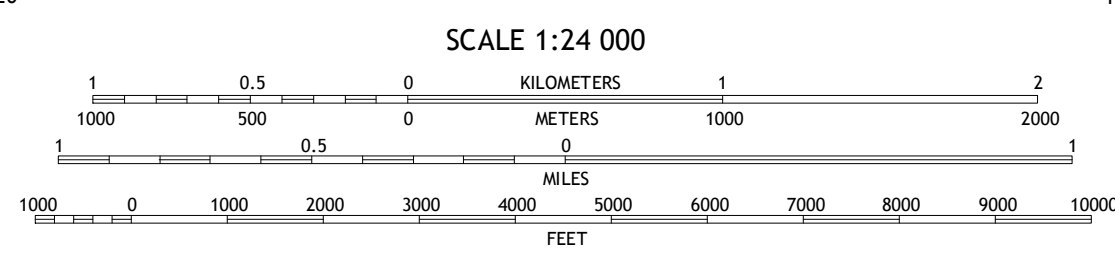 SCALE 1:24 000
1 0.5 0 KILOMETERS 1 2
1000 500 0 METERS 1000 2000
1 0.5 0 1
MILES
1000 0 1000 2000 3000 4000 5000 6000 7000 8000 9000 10000
FEET